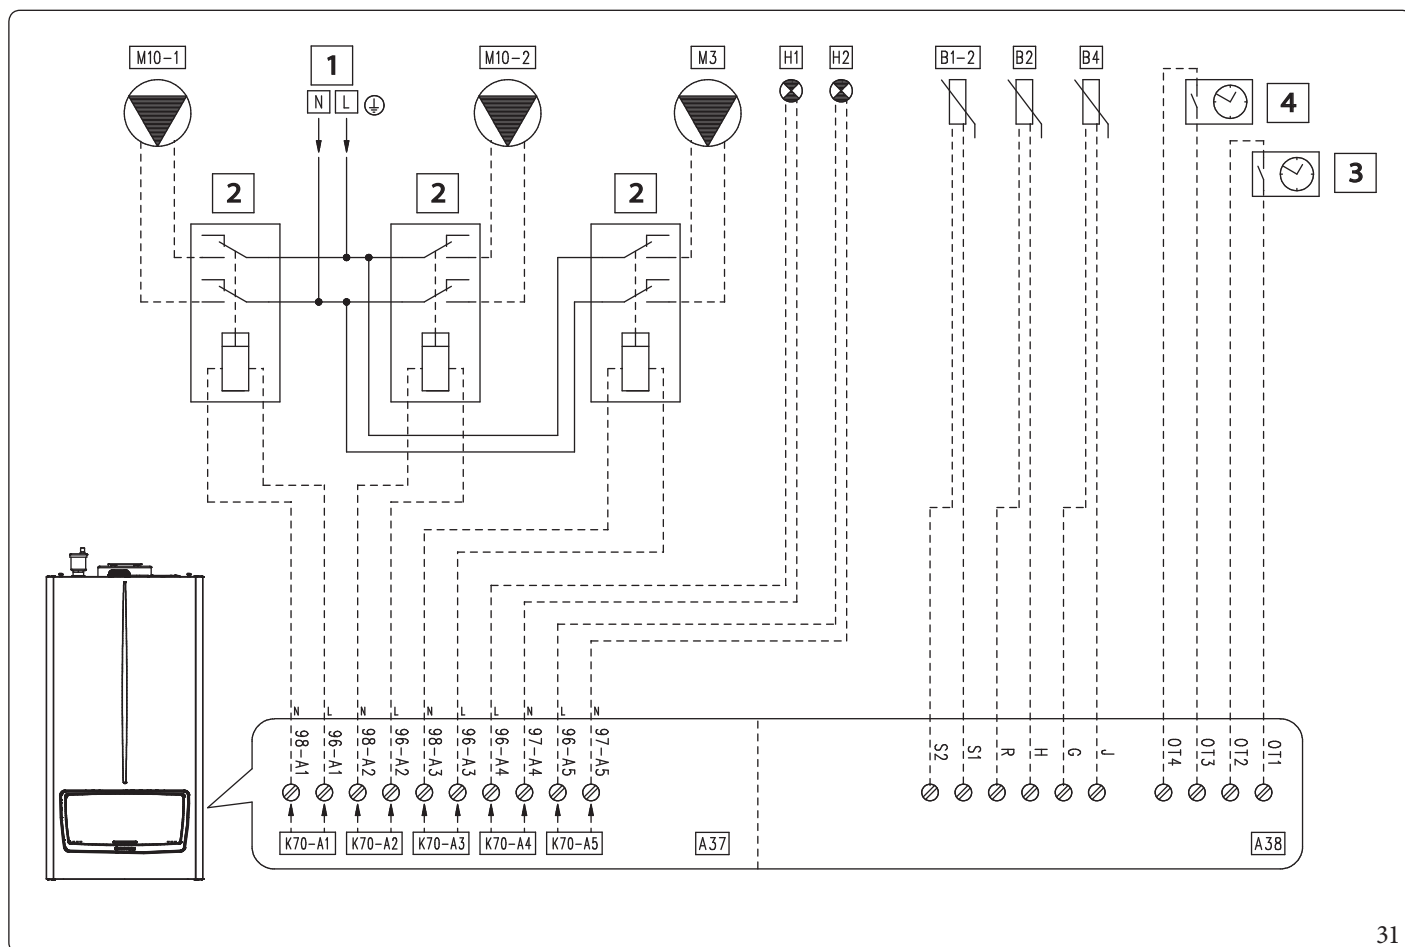 M10-1
1
M10-2
M3
H1
H2
B1-2
B2
B4
N
L
4
3
2
2
2
N
L
N
L
N
L
L
N
L
N
98-A1
96-A1
98-A2
96-A2
98-A3
96-A3
96-A4
97-A4
96-A5
97-A5
S2
S1
R
H
G
J
OT4
OT3
OT2
OT1
K70-A1
K70-A2
K70-A3
K70-A4
K70-A5
A37
A38
31